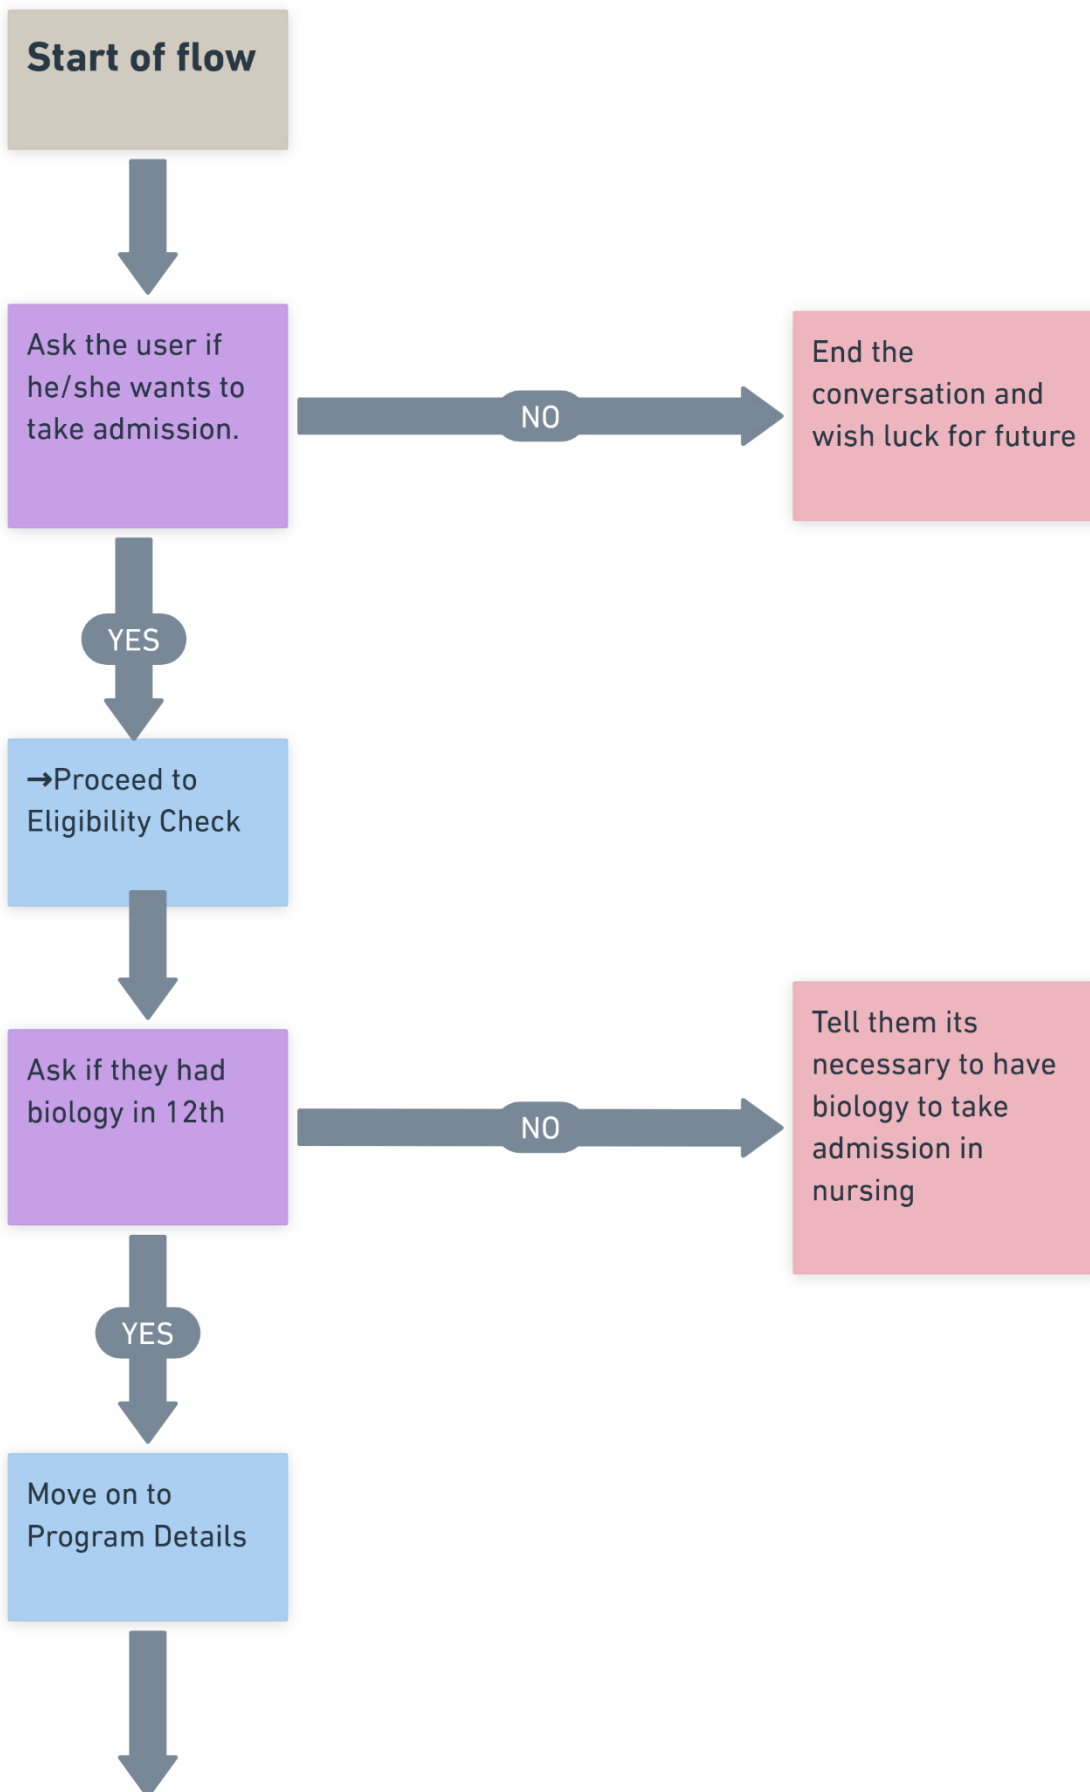 Start of flow
Ask the user if
he/she wants to
take admission.
NO
End the
conversation and
wish luck for future
YES
→Proceed to
Eligibility Check
Ask if they had
biology in 12th
NO
Tell them its
necessary to have
biology to take
admission in
nursing
YES
Move on to
Program Details